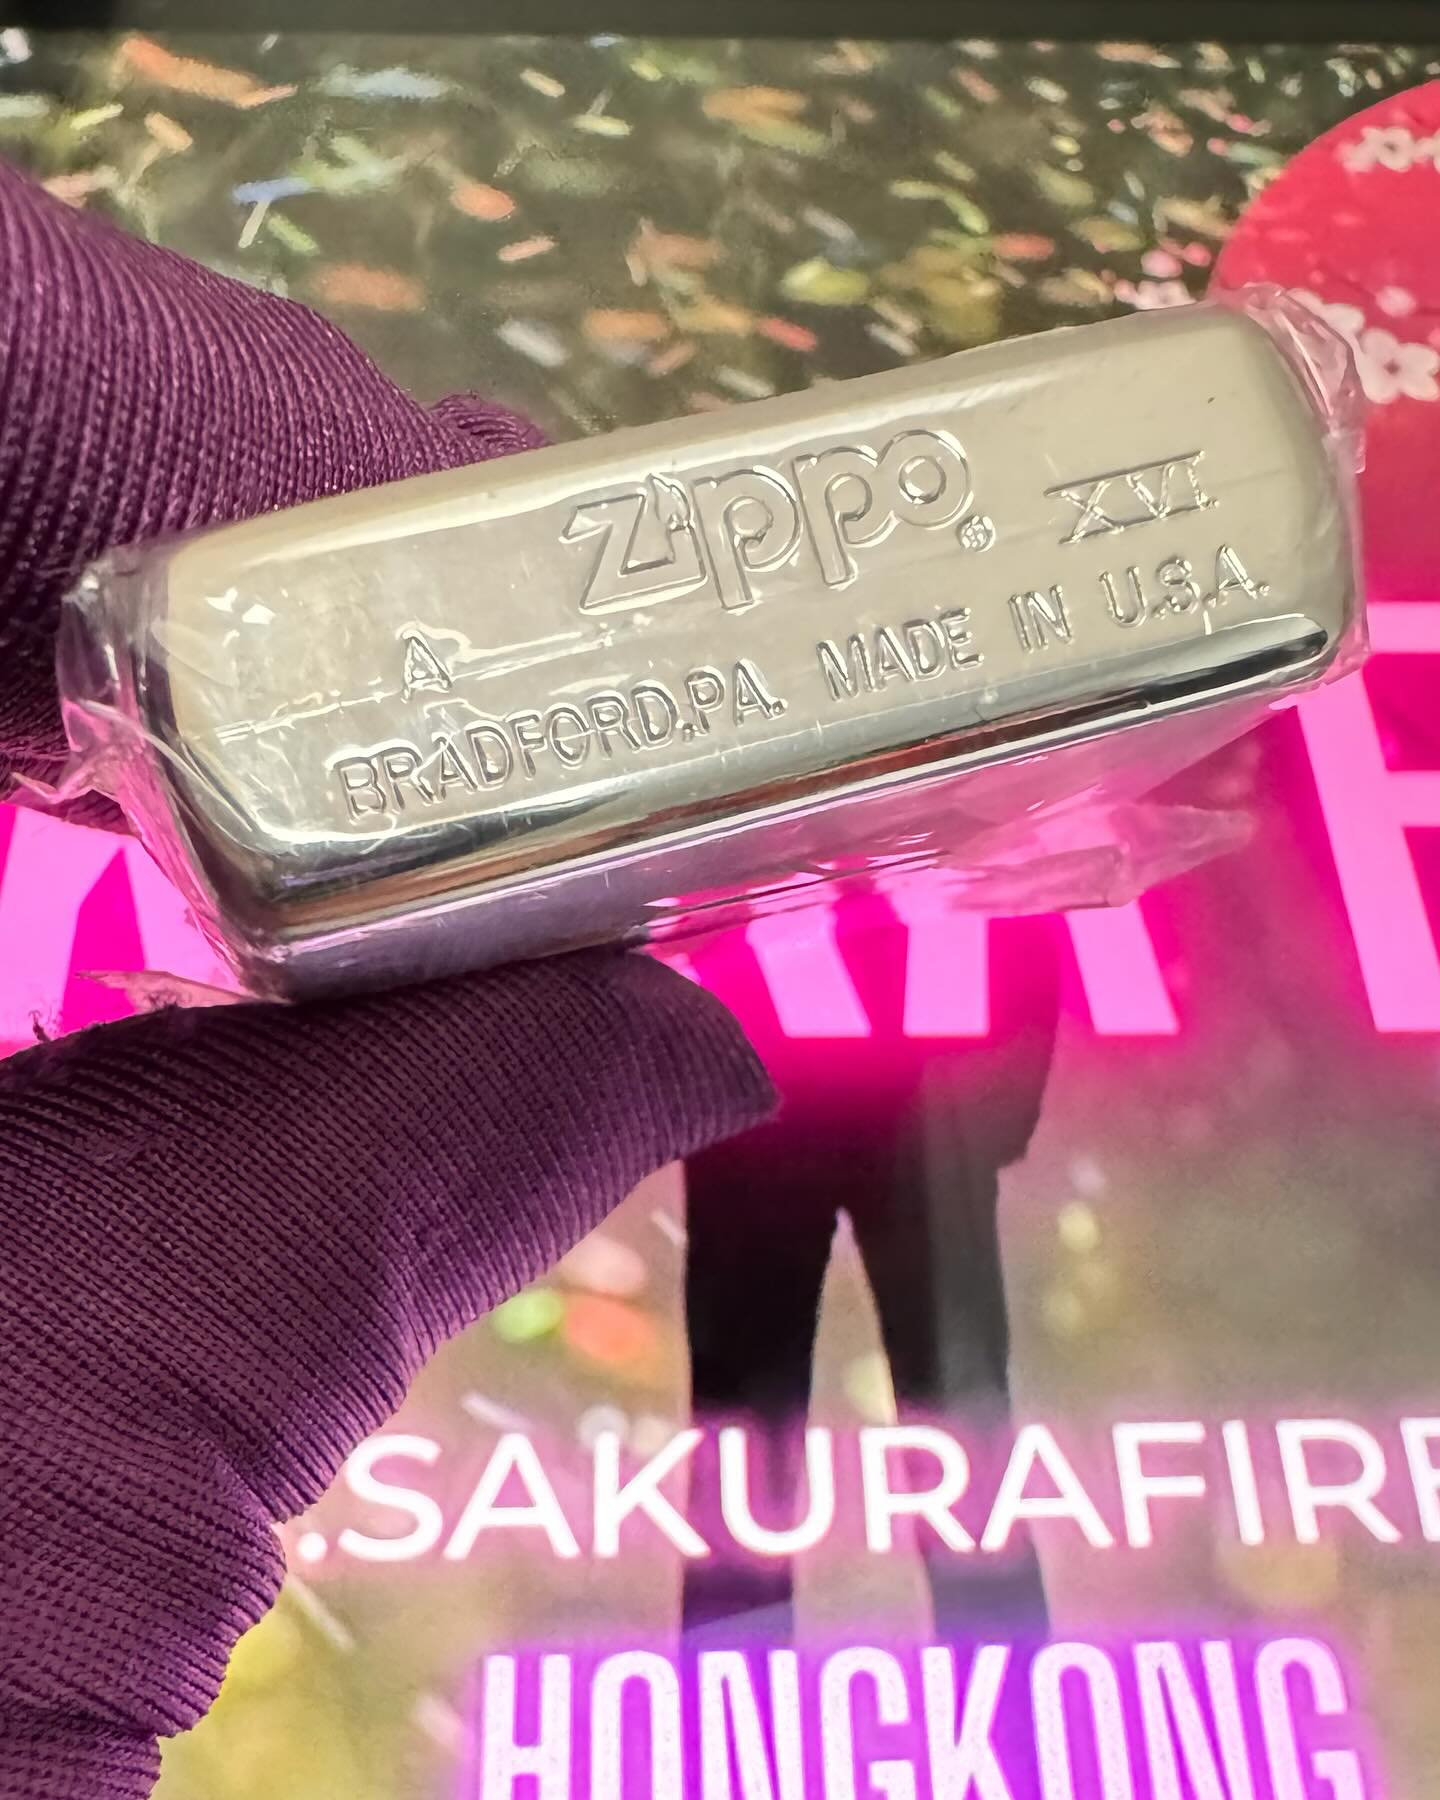 Zippo® XVI
A
BRADFORD,PA. MADE IN U.S.A.
.SAKURAFIRE
HONGKONG